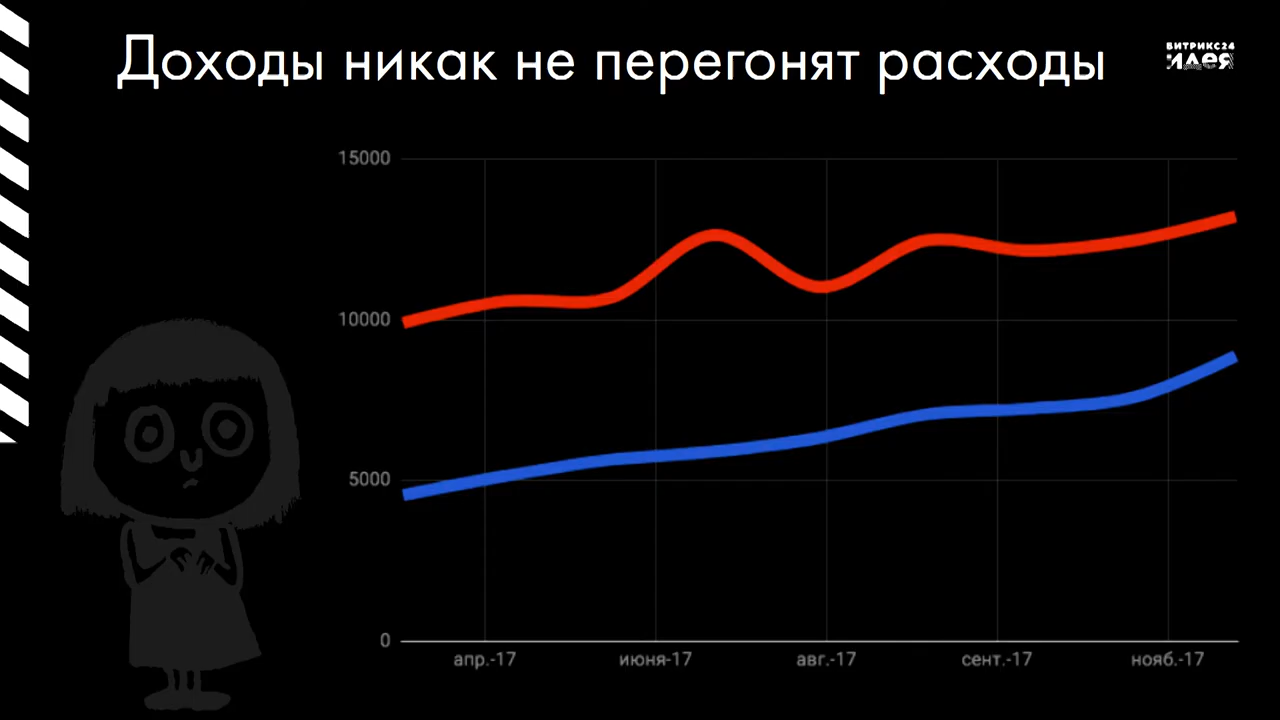 Доходы никак не перегонят расходы
БИТРИКС24
идея
15000
10000
5000
0
апр.-17
июня-17
авг.-17
сент.-17
нояб.-17